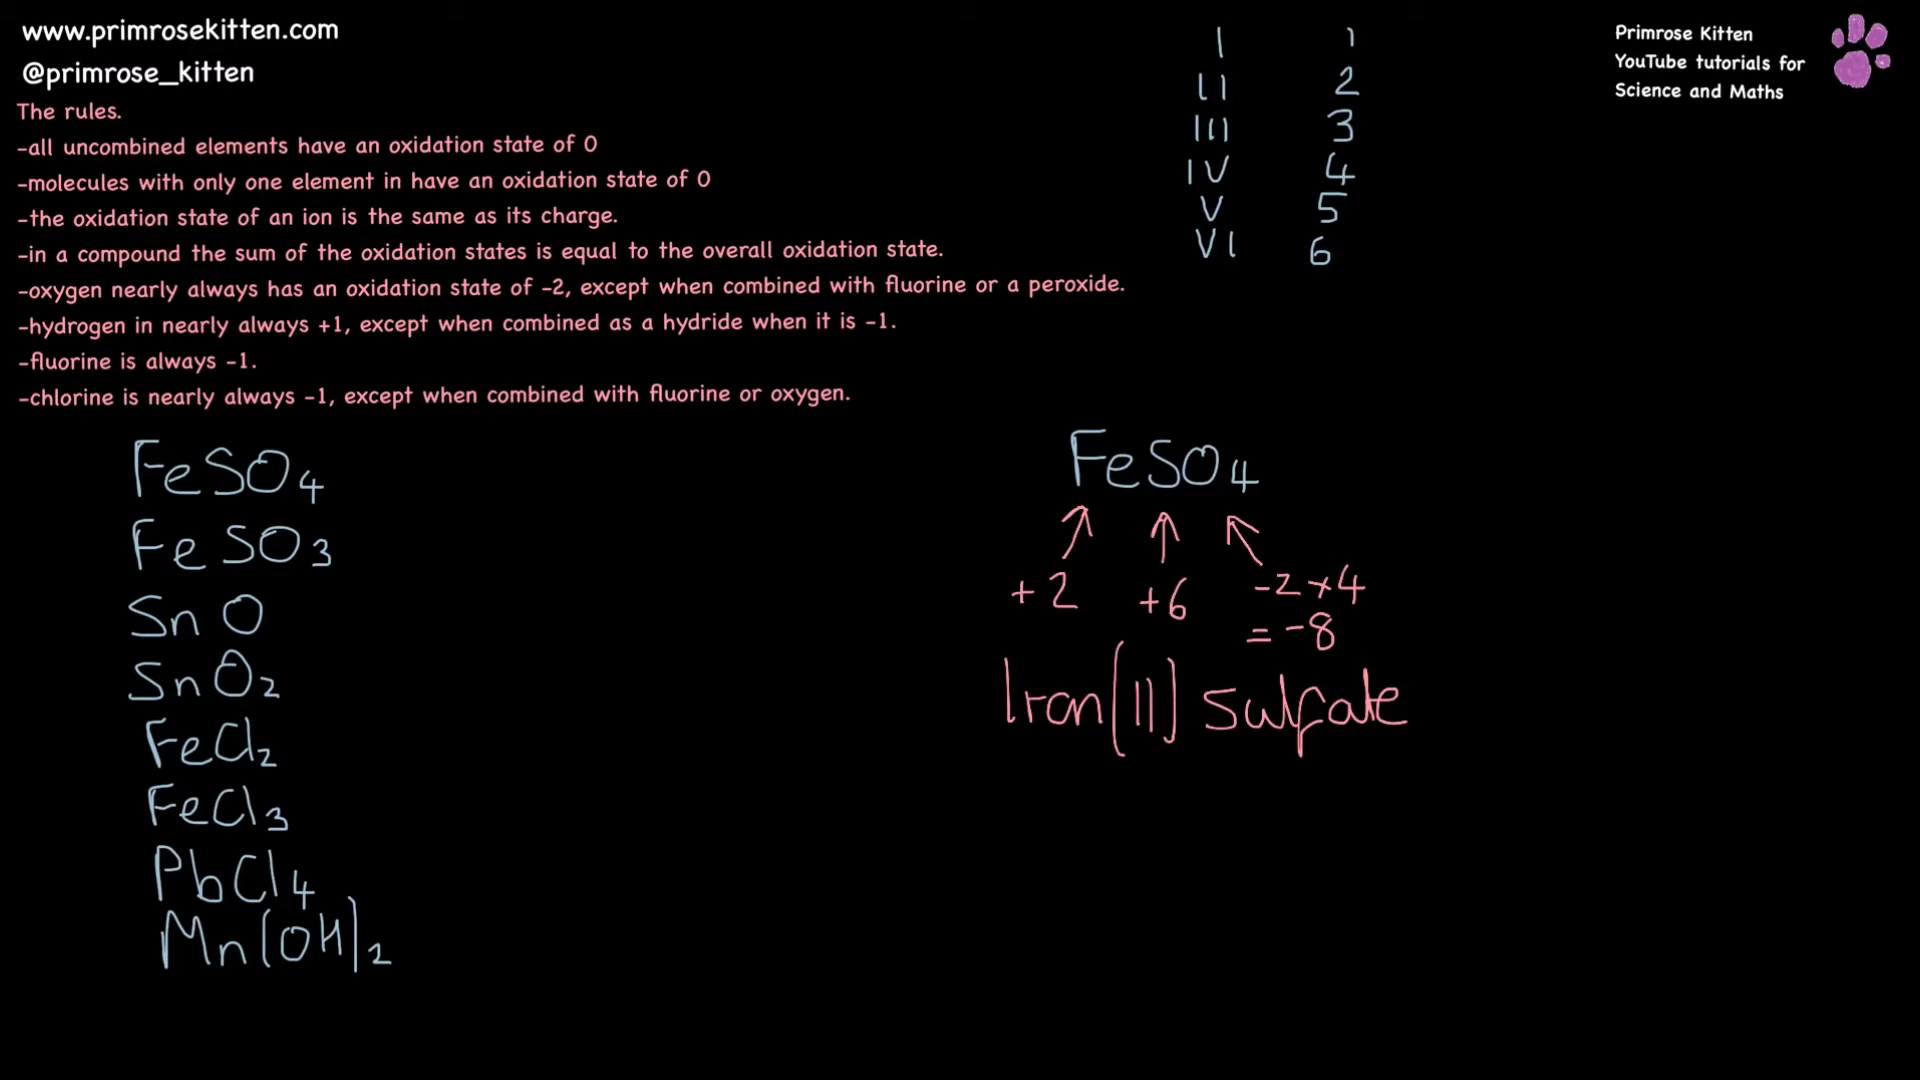 www.primrosekitten.com
@primrose_kitten
The rules.
-all uncombined elements have an oxidation state of 0
-molecules with only one element in have an oxidation state of 0
-the oxidation state of an ion is the same as its charge.
-in a compound the sum of the oxidation states is equal to the overall oxidation state.
-oxygen nearly always has an oxidation state of -2, except when combined with fluorine or a peroxide.
-hydrogen in nearly always +1, except when combined as a hydride when it is -1.
-fluorine is always -1.
-chlorine is nearly always -1, except when combined with fluorine or oxygen.
I 1
II 2
III 3
IV 4
V 5
VI 6
Primrose Kitten
YouTube tutorials for
Science and Maths
FeSO4
FeSO3
SnO
SnO2
FeCl2
FeCl3
PbCl4
Mn(OH)2
FeSO4
+2 +6 -2×4
= -8
Iron(II) sulfate